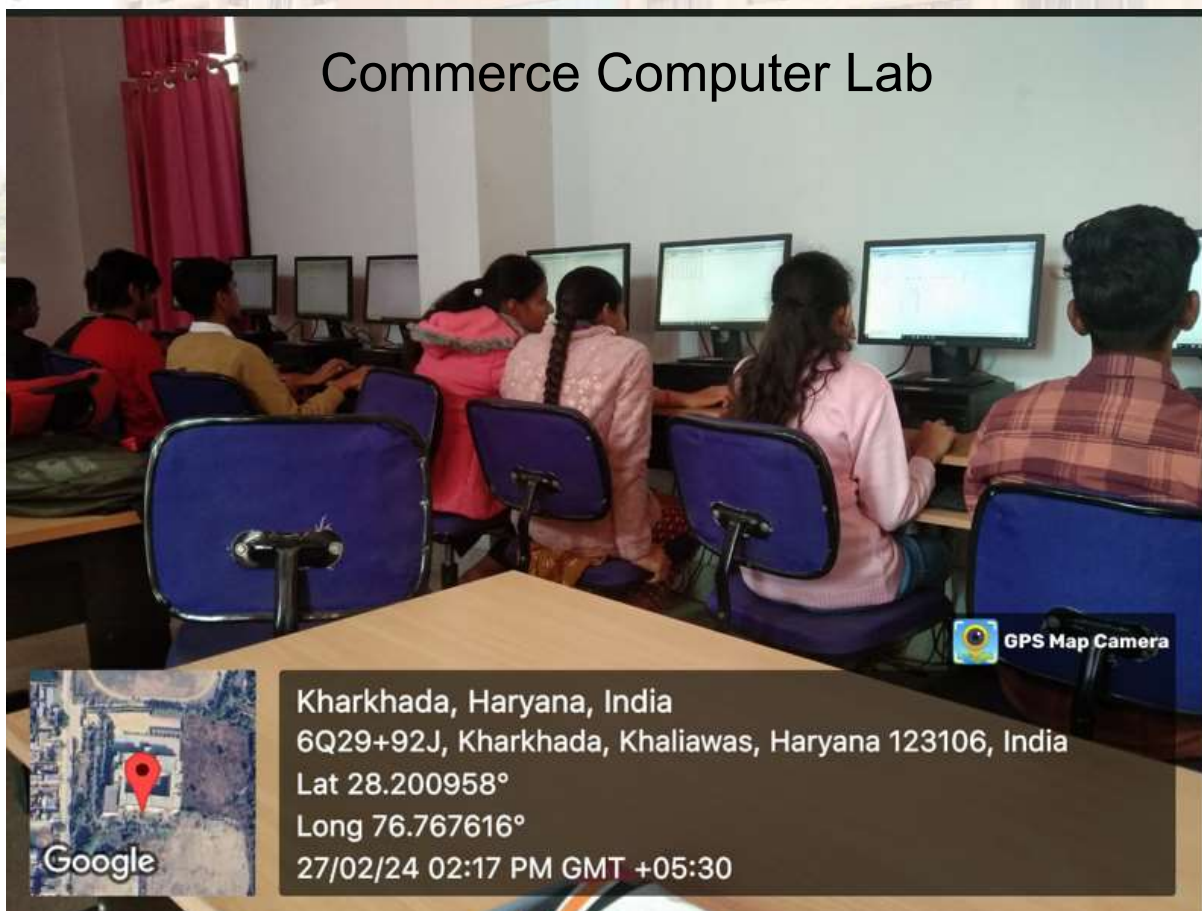 Commerce Computer Lab
GPS Map Camera
Kharkhada, Haryana, India
6Q29+92J, Kharkhada, Khaliawas, Haryana 123106, India
Lat 28.200958°
Long 76.767616°
27/02/24 02:17 PM GMT +05:30
Google